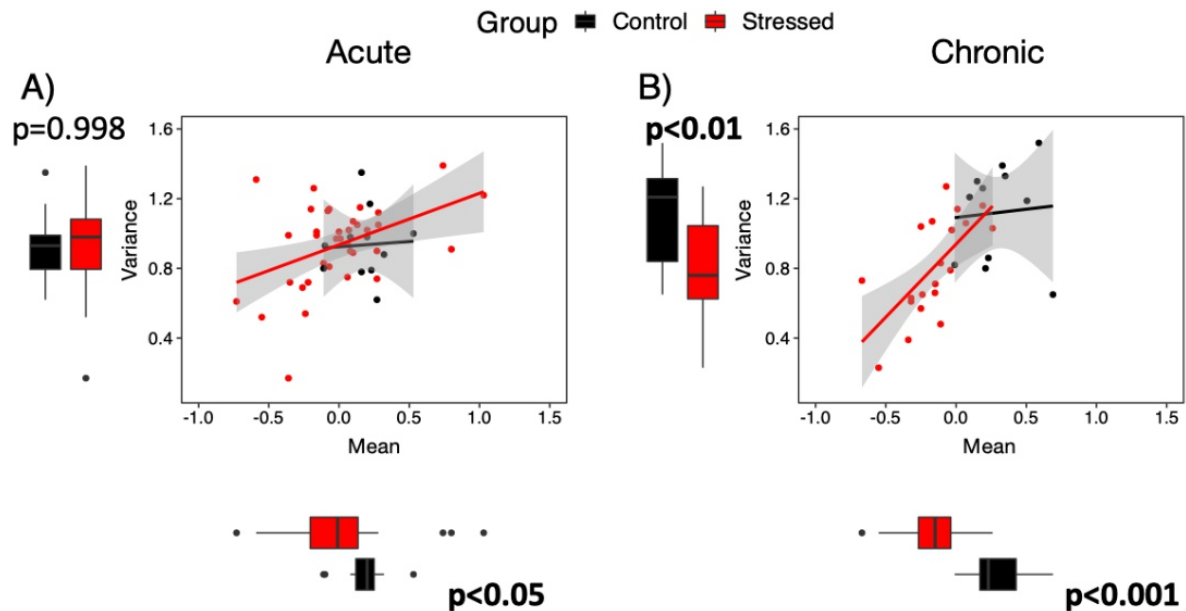 Group Control Stressed
Acute
Chronic
A)
B)
p=0.998
p<0.01
Variance
1.6
1.2
0.8
0.4
-1.0 -0.5 0.0 0.5 1.0 1.5
Mean
Variance
1.6
1.2
0.8
0.4
-1.0 -0.5 0.0 0.5 1.0 1.5
Mean
p<0.05
p<0.001